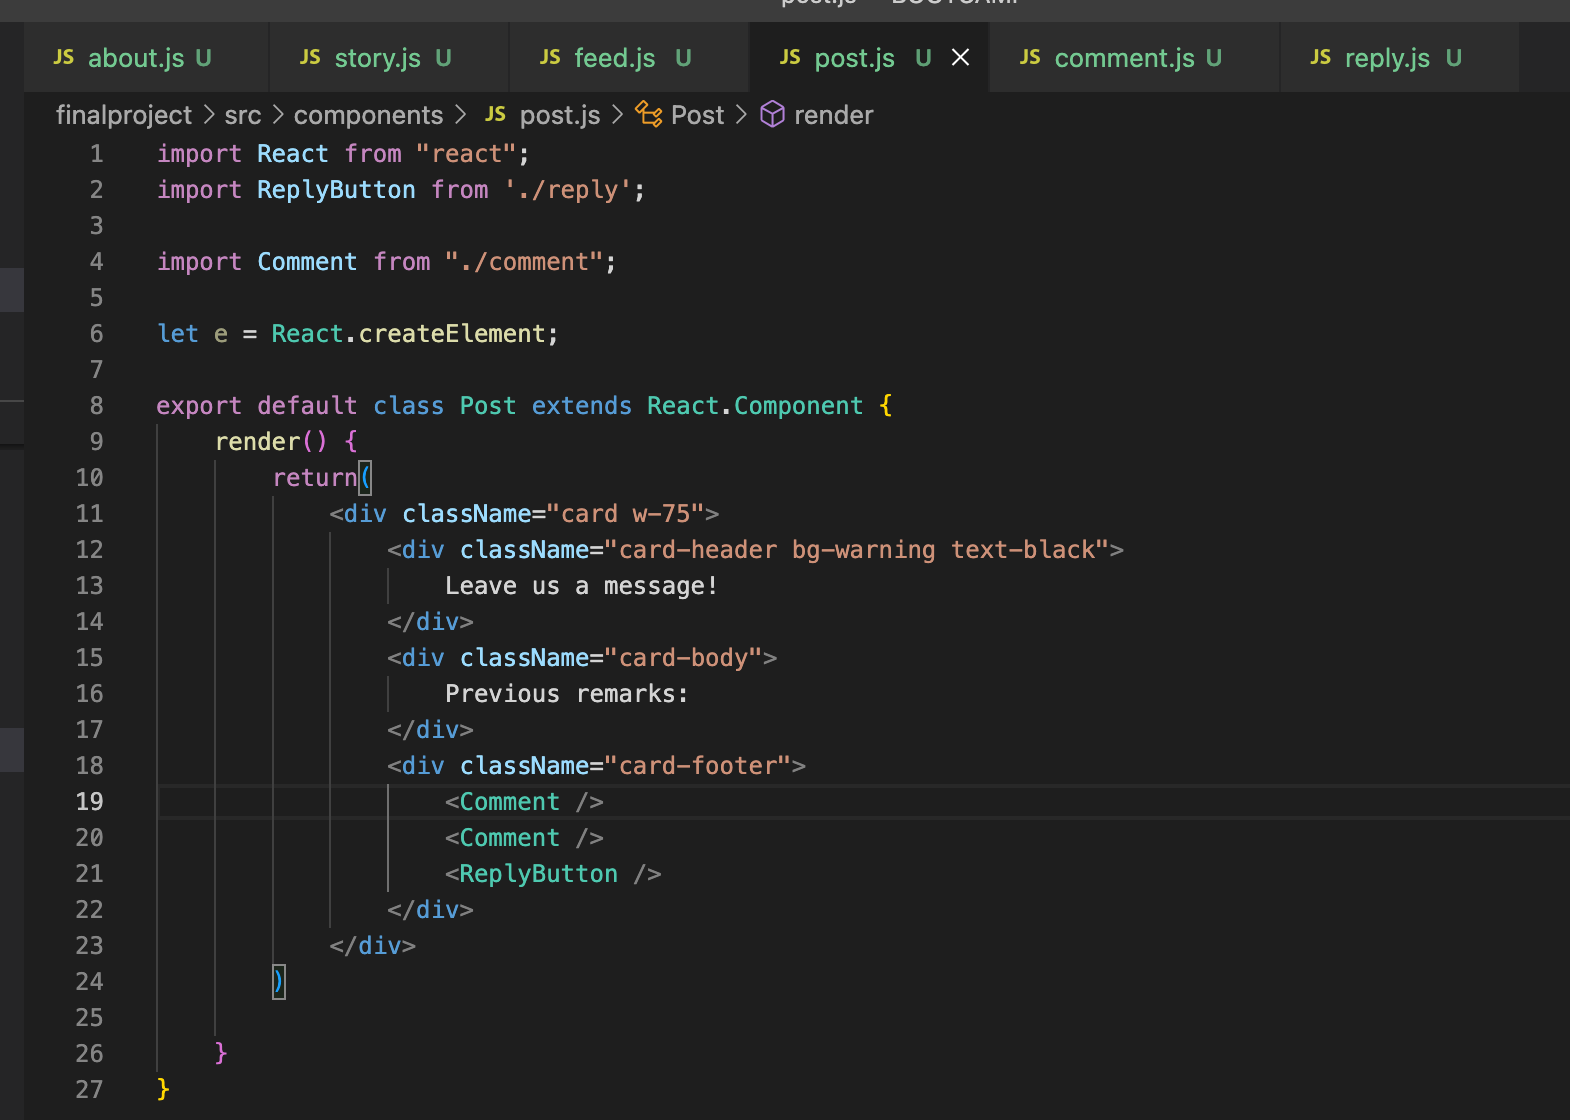 JS about.js U JS story.js U JS feed.js U JS post.js U JS comment.js U JS reply.js U
finalproject > src > components > JS post.js > Post > render
1 import React from "react";
2 import ReplyButton from './reply';
3
4 import Comment from "./comment";
5
6 let e = React.createElement;
7
8 export default class Post extends React.Component {
9     render() {
10         return(
11             <div className="card w-75">
12                 <div className="card-header bg-warning text-black">
13                     Leave us a message!
14                 </div>
15                 <div className="card-body">
16                     Previous remarks:
17                 </div>
18                 <div className="card-footer">
19                     <Comment />
20                     <Comment />
21                     <ReplyButton />
22                 </div>
23             </div>
24         )
25
26     }
27 }